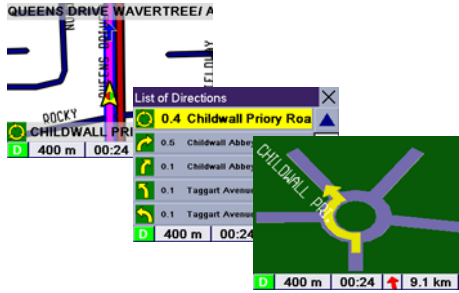 QUEENS DRIVE WAVERTREE/ A
QUEENS DRIVE
ROCKY
CHILDWALL PRI
D 400 m 00:24
List of Directions
0.4 Childwall Priory Roa
0.5 Childwall Abbey
0.1 Childwall Abbe
0.1 Taggart Avenue
0.1 Taggart Avenue
D 400 m 00:24
CHILDWALL PRI.
D 400 m 00:24 9.1 km